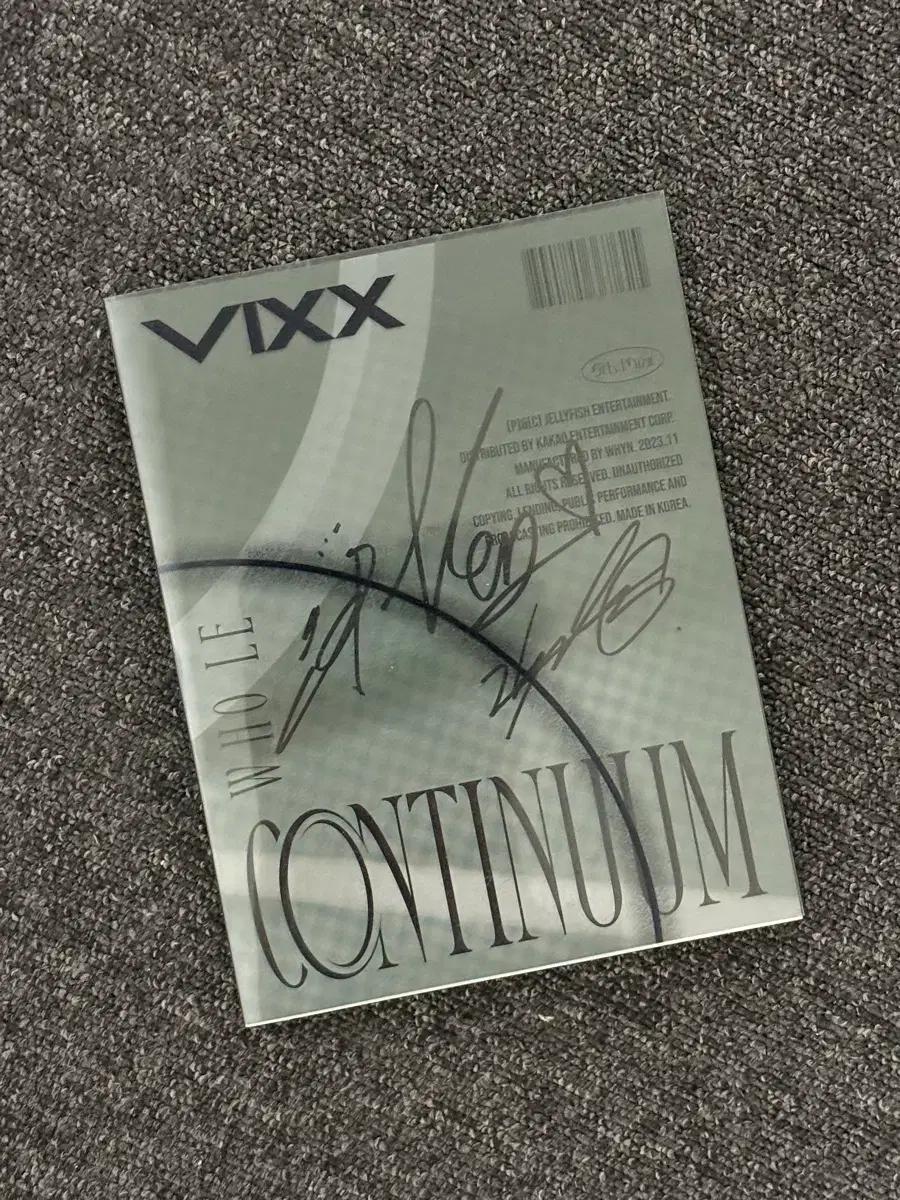 VIXX
5th Mini
(P)&(C) JELLYFISH ENTERTAINMENT.
DISTRIBUTED BY KAKAO ENTERTAINMENT CORP.
MANUFACTURED BY WHYN. 2023.11
ALL RIGHTS RESERVED. UNAUTHORIZED
COPYING, LENDING, PUBLIC PERFORMANCE AND
BROADCASTING PROHIBITED. MADE IN KOREA.
Ken
WHOLE
CONTINUUM